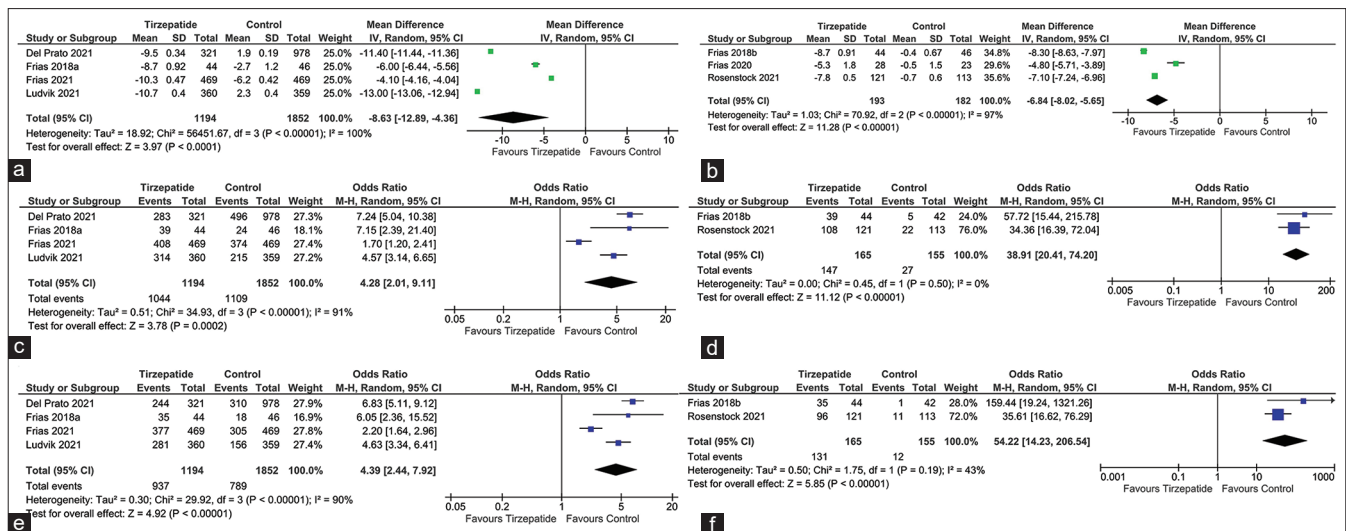 Tirzepatide Control Mean Difference Mean Difference
Study or Subgroup Mean SD Total Mean SD Total Weight IV, Random, 95% CI IV, Random, 95% CI
Del Prato 2021 -9.5 0.34 321 1.9 0.19 978 25.0% -11.40 [-11.44, -11.36]
Frias 2018a -8.7 0.92 44 -2.7 1.2 46 25.0% -6.00 [-6.44, -5.56]
Frias 2021 -10.3 0.47 469 -6.2 0.42 469 25.0% -4.10 [-4.16, -4.04]
Ludvik 2021 -10.7 0.4 360 2.3 0.4 359 25.0% -13.00 [-13.06, -12.94]
Total (95% CI) 1194 1852 100.0% -8.63 [-12.89, -4.36]
Heterogeneity: Tau² = 18.92; Chi² = 56451.67, df = 3 (P < 0.00001); I² = 100%
Test for overall effect: Z = 3.97 (P < 0.0001)
-10 -5 0 5 10
Favours Tirzepatide Favours Control
a
Tirzepatide Control Mean Difference Mean Difference
Study or Subgroup Mean SD Total Mean SD Total Weight IV, Random, 95% CI IV, Random, 95% CI
Frias 2018b -8.7 0.91 44 -0.4 0.67 46 34.8% -8.30 [-8.63, -7.97]
Frias 2020 -5.3 1.8 28 -0.5 1.5 23 29.6% -4.80 [-5.71, -3.89]
Rosenstock 2021 -7.8 0.5 121 -0.7 0.6 113 35.6% -7.10 [-7.24, -6.96]
Total (95% CI) 193 182 100.0% -6.84 [-8.02, -5.65]
Heterogeneity: Tau² = 1.03; Chi² = 70.92, df = 2 (P < 0.00001); I² = 97%
Test for overall effect: Z = 11.28 (P < 0.00001)
-10 -5 0 5 10
Favours Tirzepatide Favours Control
b
Tirzepatide Control Odds Ratio Odds Ratio
Study or Subgroup Events Total Events Total Weight M-H, Random, 95% CI M-H, Random, 95% CI
Del Prato 2021 283 321 496 978 27.3% 7.24 [5.04, 10.38]
Frias 2018a 39 44 24 46 18.1% 7.15 [2.39, 21.40]
Frias 2021 408 469 374 469 27.4% 1.70 [1.20, 2.41]
Ludvik 2021 314 360 215 359 27.2% 4.57 [3.14, 6.65]
Total (95% CI) 1194 1852 100.0% 4.28 [2.01, 9.11]
Total events 1044 1109
Heterogeneity: Tau² = 0.51; Chi² = 34.93, df = 3 (P < 0.00001); I² = 91%
Test for overall effect: Z = 3.78 (P = 0.0002)
0.05 0.2 1 5 20
Favours Tirzepatide Favours Control
c
Tirzepatide Control Odds Ratio Odds Ratio
Study or Subgroup Events Total Events Total Weight M-H, Random, 95% CI M-H, Random, 95% CI
Frias 2018b 39 44 5 42 24.0% 57.72 [15.44, 215.78]
Rosenstock 2021 108 121 22 113 76.0% 34.36 [16.39, 72.04]
Total (95% CI) 165 155 100.0% 38.91 [20.41, 74.20]
Total events 147 27
Heterogeneity: Tau² = 0.00; Chi² = 0.45, df = 1 (P = 0.50); I² = 0%
Test for overall effect: Z = 11.12 (P < 0.00001)
0.005 0.1 1 10 200
Favours Tirzepatide Favours Control
d
Tirzepatide Control Odds Ratio Odds Ratio
Study or Subgroup Events Total Events Total Weight M-H, Random, 95% CI M-H, Random, 95% CI
Del Prato 2021 244 321 310 978 27.9% 6.83 [5.11, 9.12]
Frias 2018a 35 44 18 46 16.9% 6.05 [2.36, 15.52]
Frias 2021 377 469 305 469 27.8% 2.20 [1.64, 2.96]
Ludvik 2021 281 360 156 359 27.4% 4.63 [3.34, 6.41]
Total (95% CI) 1194 1852 100.0% 4.39 [2.44, 7.92]
Total events 937 789
Heterogeneity: Tau² = 0.30; Chi² = 29.92, df = 3 (P < 0.00001); I² = 90%
Test for overall effect: Z = 4.92 (P < 0.00001)
0.05 0.2 1 5 20
Favours Tirzepatide Favours Control
e
Tirzepatide Control Odds Ratio Odds Ratio
Study or Subgroup Events Total Events Total Weight M-H, Random, 95% CI M-H, Random, 95% CI
Frias 2018b 35 44 1 42 28.0% 159.44 [19.24, 1321.26]
Rosenstock 2021 96 121 11 113 72.0% 35.61 [16.62, 76.29]
Total (95% CI) 165 155 100.0% 54.22 [14.23, 206.54]
Total events 131 12
Heterogeneity: Tau² = 0.50; Chi² = 1.75, df = 1 (P = 0.19); I² = 43%
Test for overall effect: Z = 5.85 (P < 0.00001)
0.001 0.1 1 10 1000
Favours Tirzepatide Favours Control
f